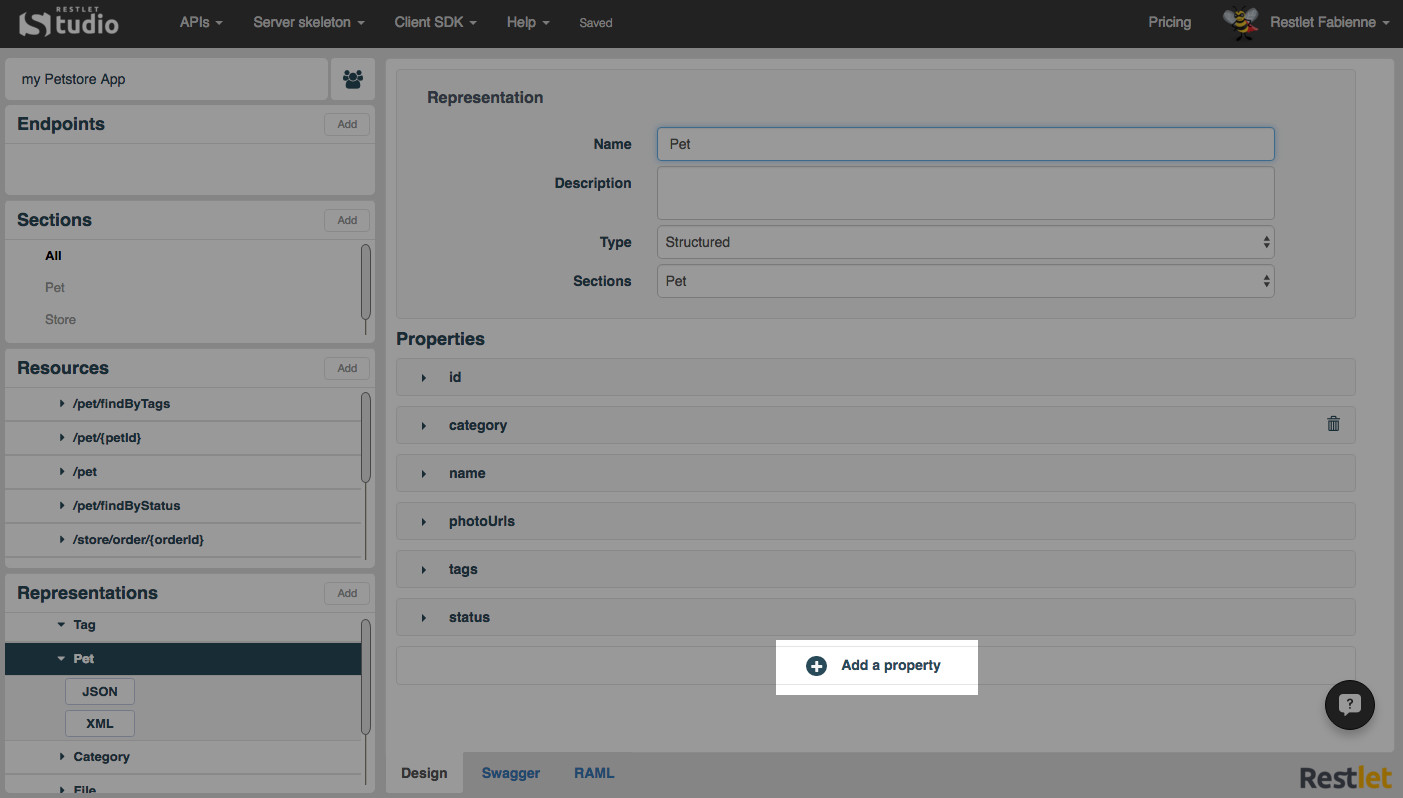 RESTLET
Studio
APIs
Server skeleton
Client SDK
Help
Saved
Pricing
Restlet Fabienne
my Petstore App
Endpoints
Add
Sections
Add
All
Pet
Store
Resources
Add
/pet/findByTags
/pet/{petId}
/pet
/pet/findByStatus
/store/order/{orderId}
Representations
Add
Tag
Pet
JSON
XML
Category
File
Representation
Name
Pet
Description
Type
Structured
Sections
Pet
Properties
id
category
name
photoUrls
tags
status
Add a property
?
Design
Swagger
RAML
Restlet